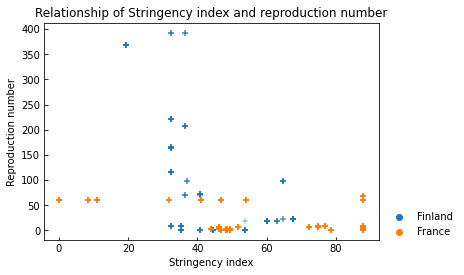 Relationship of Stringency index and reproduction number
400
350
300
250
200
150
100
50
0
Reproduction number
0 20 40 60 80
Stringency index
Finland
France